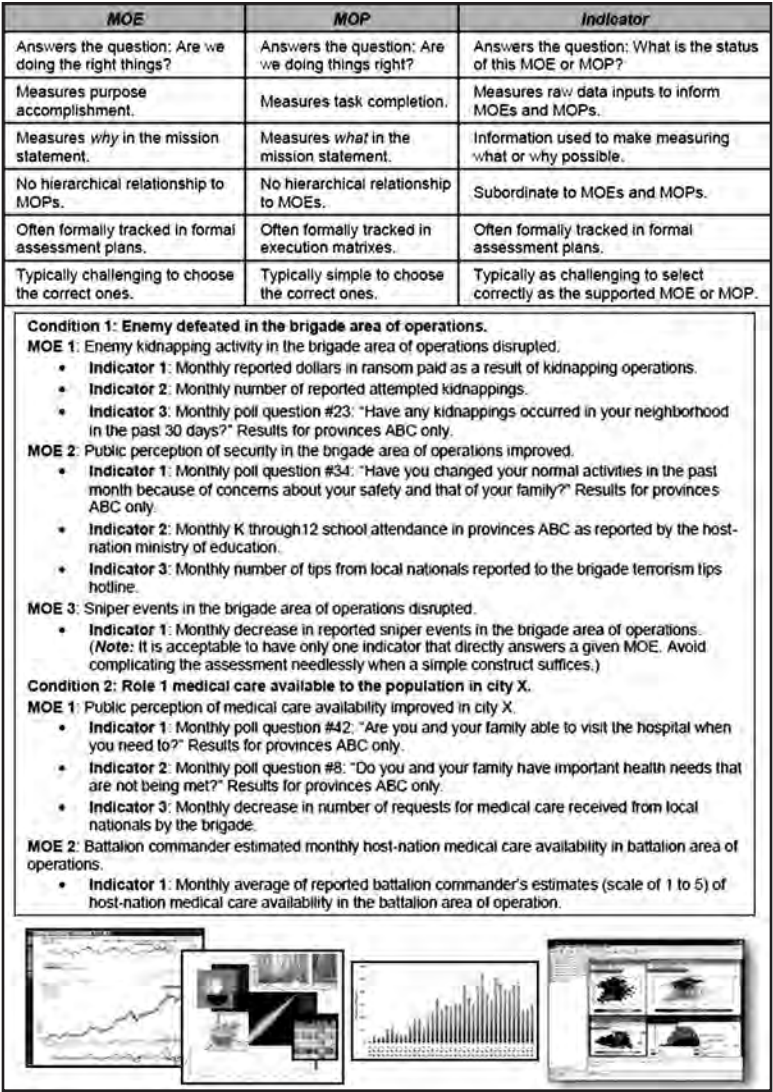 MOE MOP Indicator
Answers the question: Are we doing the right things?
Answers the question: Are we doing things right?
Answers the question: What is the status of this MOE or MOP?
Measures purpose accomplishment.
Measures task completion.
Measures raw data inputs to inform MOEs and MOPs.
Measures why in the mission statement.
Measures what in the mission statement.
Information used to make measuring what or why possible.
No hierarchical relationship to MOPs.
No hierarchical relationship to MOEs.
Subordinate to MOEs and MOPs.
Often formally tracked in formal assessment plans.
Often formally tracked in execution matrixes.
Often formally tracked in formal assessment plans.
Typically challenging to choose the correct ones.
Typically simple to choose the correct ones.
Typically as challenging to select correctly as the supported MOE or MOP.
Condition 1: Enemy defeated in the brigade area of operations.
MOE 1: Enemy kidnapping activity in the brigade area of operations disrupted.
• Indicator 1: Monthly reported dollars in ransom paid as a result of kidnapping operations.
• Indicator 2: Monthly number of reported attempted kidnappings.
• Indicator 3: Monthly poll question #23: "Have any kidnappings occurred in your neighborhood
in the past 30 days?" Results for provinces ABC only.
MOE 2: Public perception of security in the brigade area of operations improved.
• Indicator 1: Monthly poll question #34: "Have you changed your normal activities in the past
month because of concerns about your safety and that of your family?" Results for provinces
ABC only.
• Indicator 2: Monthly K through12 school attendance in provinces ABC as reported by the host-
nation ministry of education.
• Indicator 3: Monthly number of tips from local nationals reported to the brigade terrorism tips
hotline.
MOE 3: Sniper events in the brigade area of operations disrupted.
• Indicator 1: Monthly decrease in reported sniper events in the brigade area of operations.
(Note: It is acceptable to have only one indicator that directly answers a given MOE. Avoid
complicating the assessment needlessly when a simple construct suffices.)
Condition 2: Role 1 medical care available to the population in city X.
MOE 1: Public perception of medical care availability improved in city X.
• Indicator 1: Monthly poll question #42: "Are you and your family able to visit the hospital when
you need to?" Results for provinces ABC only.
• Indicator 2: Monthly poll question #8: "Do you and your family have important health needs that
are not being met?" Results for provinces ABC only.
• Indicator 3: Monthly decrease in number of requests for medical care received from local
nationals by the brigade.
MOE 2: Battalion commander estimated monthly host-nation medical care availability in battalion area of
operations.
• Indicator 1: Monthly average of reported battalion commander's estimates (scale of 1 to 5) of
host-nation medical care availability in the battalion area of operation.